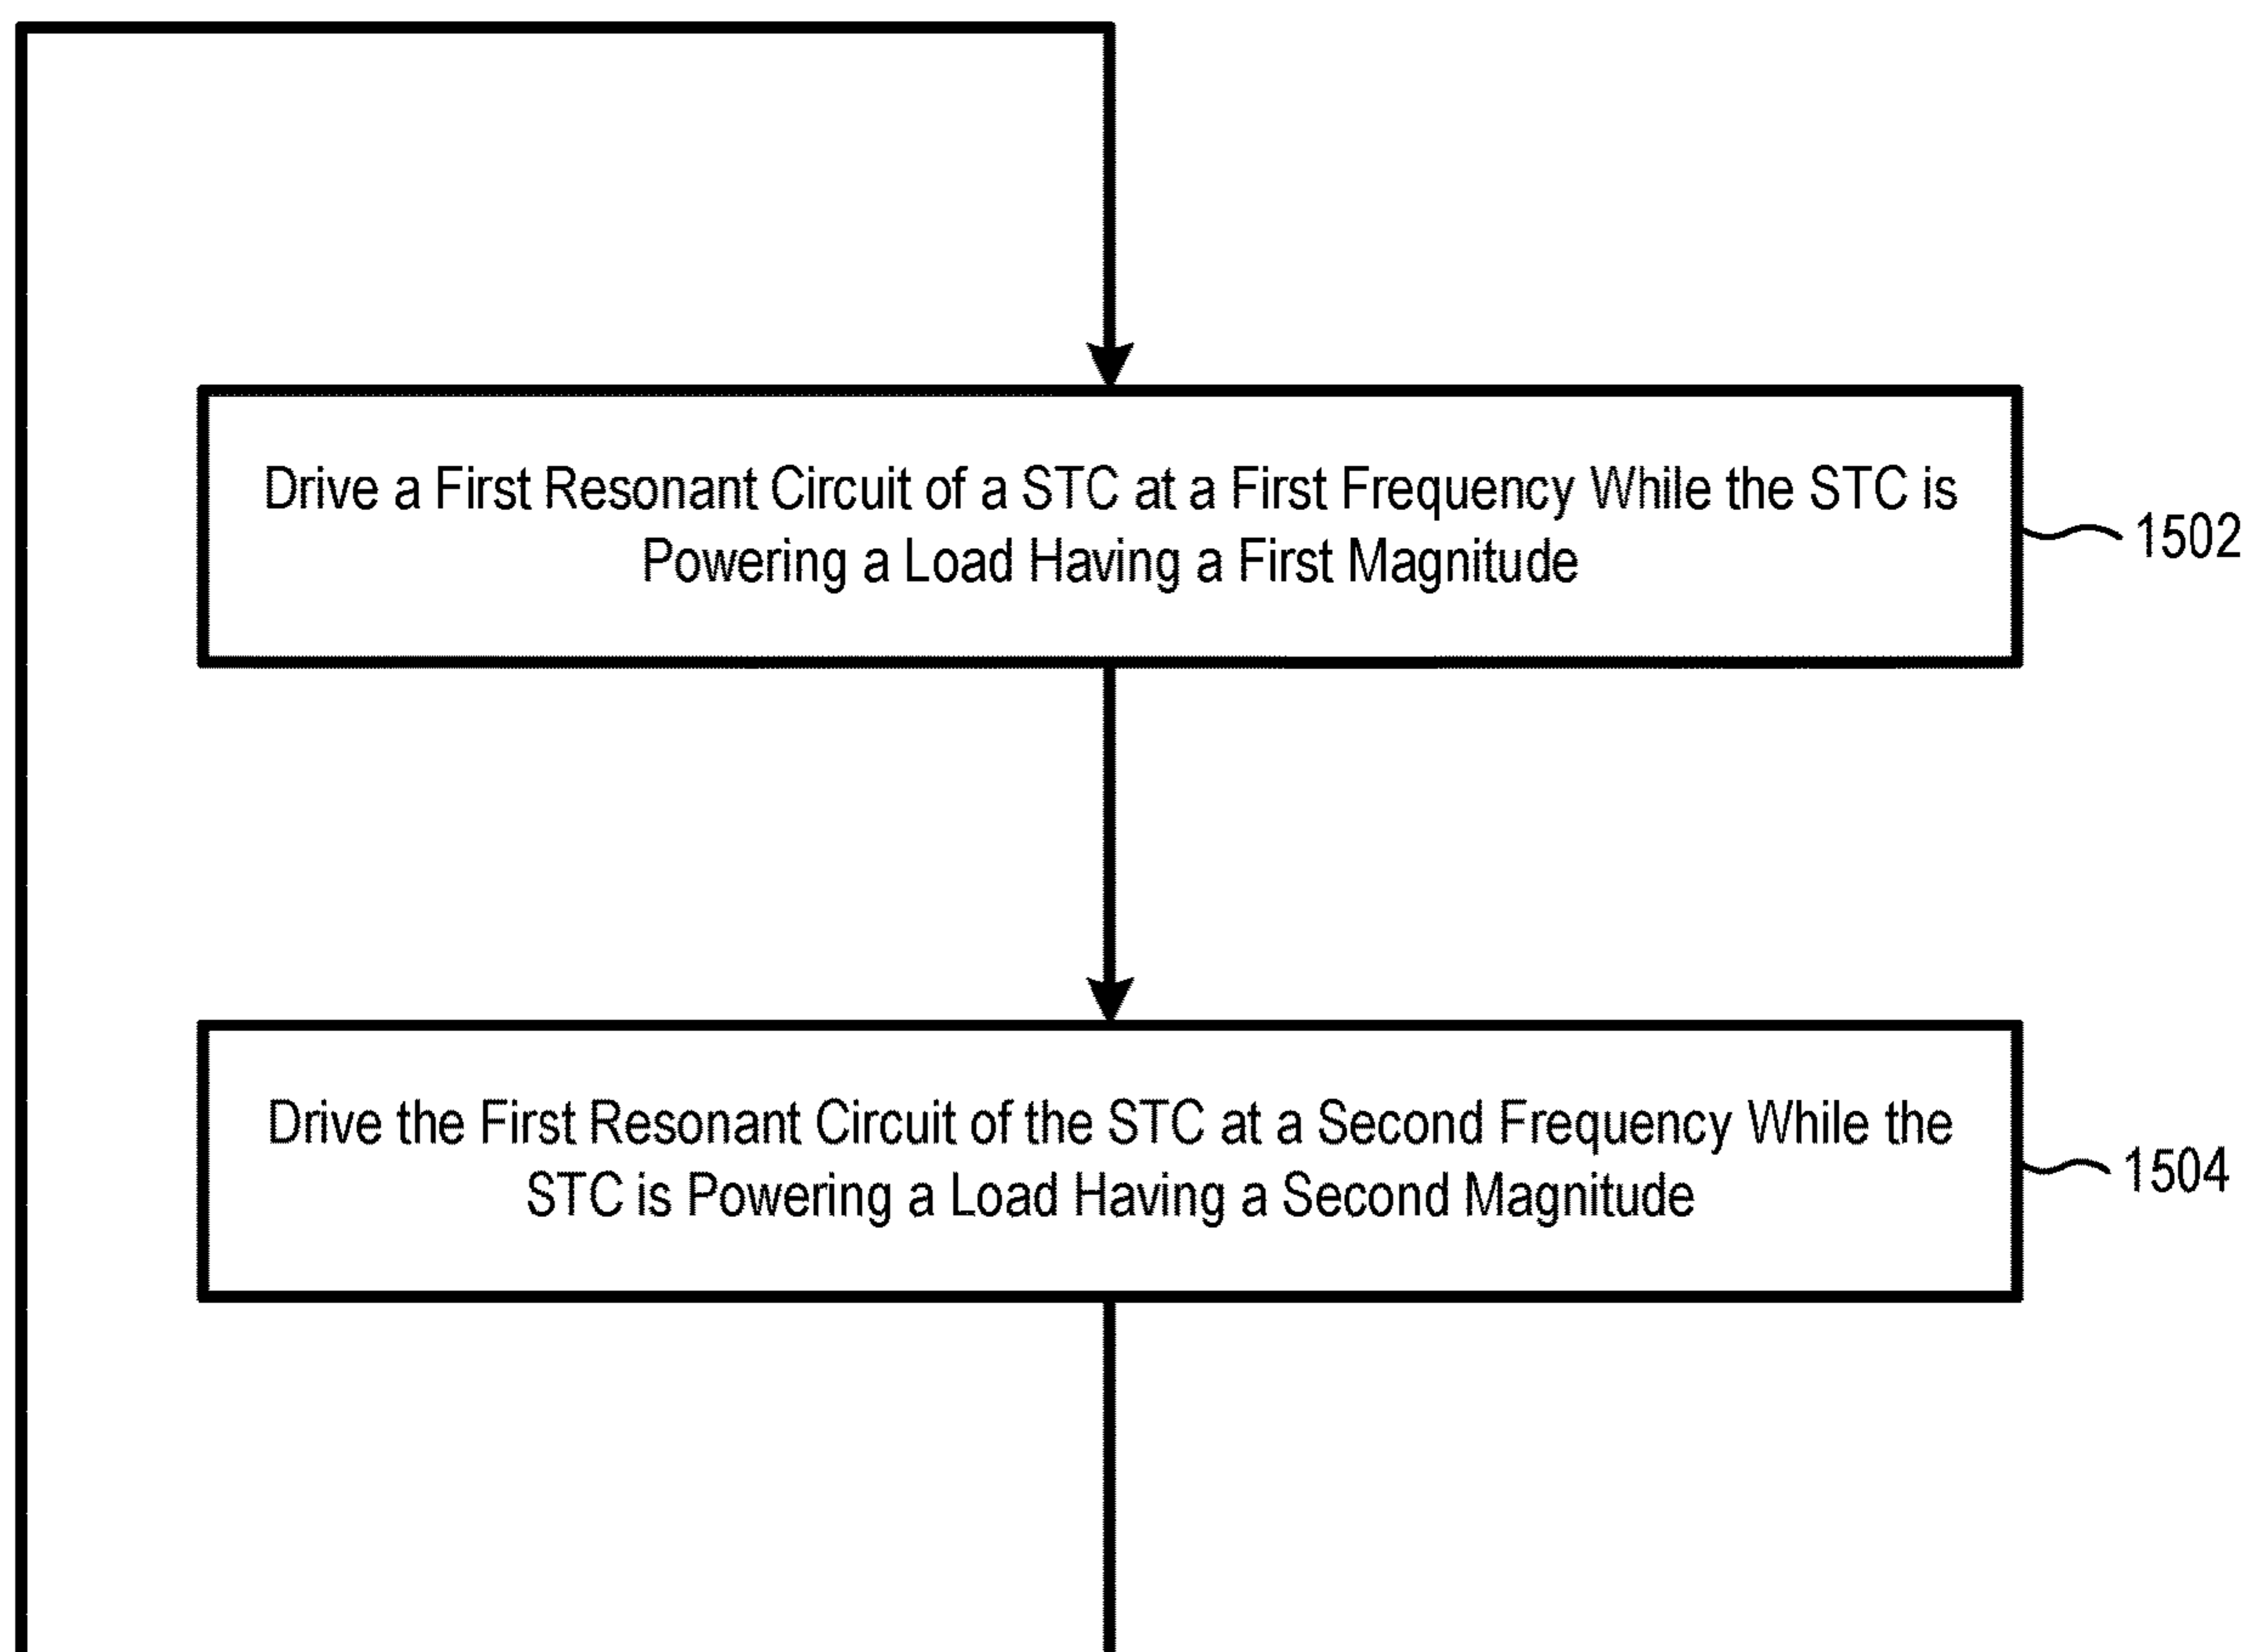 Drive a First Resonant Circuit of a STC at a First Frequency While the STC is
Powering a Load Having a First Magnitude
1502
Drive the First Resonant Circuit of the STC at a Second Frequency While the
STC is Powering a Load Having a Second Magnitude
1504